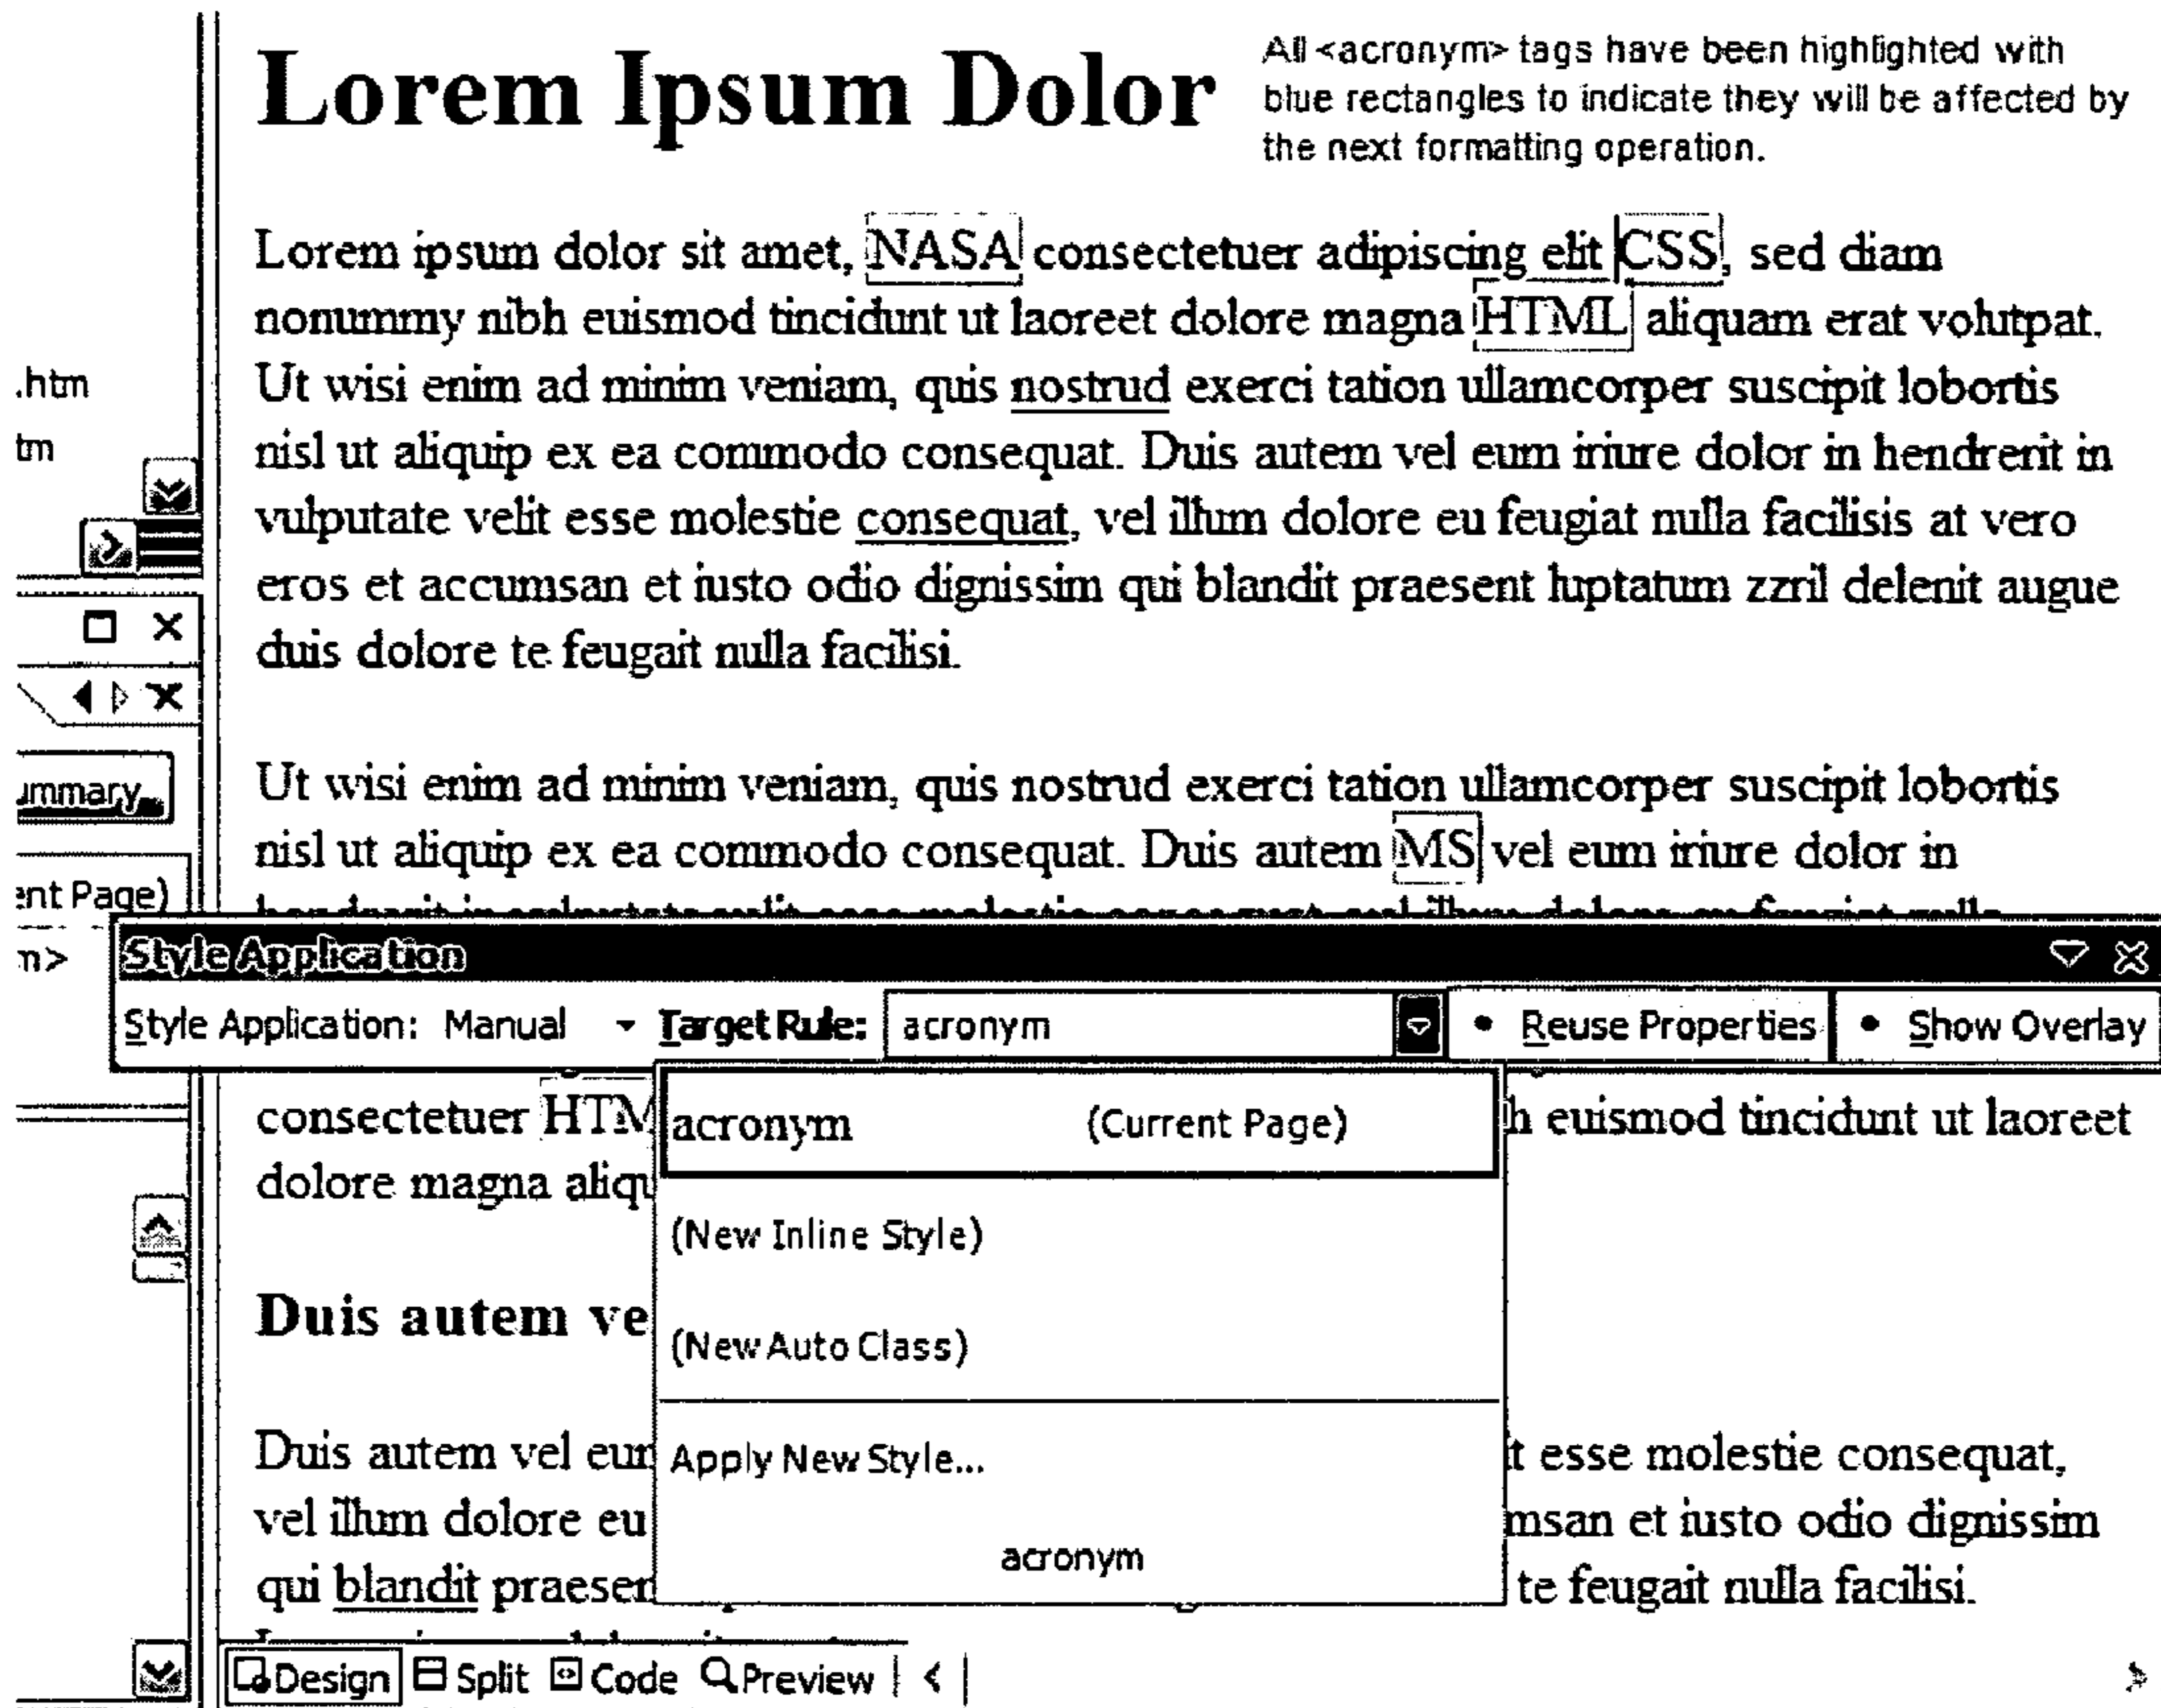 Lorem Ipsum Dolor
All <acronym> tags have been highlighted with
blue rectangles to indicate they will be affected by
the next formatting operation.
Lorem ipsum dolor sit amet, NASA consectetuer adipiscing elit CSS, sed diam
nonummy nibh euismod tincidunt ut laoreet dolore magna HTML aliquam erat volutpat.
.htm
Ut wisi enim ad minim veniam, quis nostrud exerci tation ullamcorper suscipit lobortis
tm
nisl ut aliquip ex ea commodo consequat. Duis autem vel eum iriure dolor in hendrerit in
vulputate velit esse molestie consequat, vel illum dolore eu feugiat nulla facilisis at vero
eros et accumsan et iusto odio dignissim qui blandit praesent luptatum zzril delenit augue
duis dolore te feugait nulla facilisi.
ummary...
Ut wisi enim ad minim veniam, quis nostrud exerci tation ullamcorper suscipit lobortis
nisl ut aliquip ex ea commodo consequat. Duis autem MS vel eum iriure dolor in
ent Page)
m>
Style Application
Style Application: Manual Target Rule: acronym • Reuse Properties • Show Overlay
consectetuer HTM
h euismod tincidunt ut laoreet
dolore magna aliqu
acronym (Current Page)
(New Inline Style)
(New Auto Class)
Apply New Style...
acronym
Duis autem ve
Duis autem vel eum
t esse molestie consequat,
vel illum dolore eu
msan et iusto odio dignissim
qui blandit praesen
te feugait nulla facilisi.
Design Split Code Preview